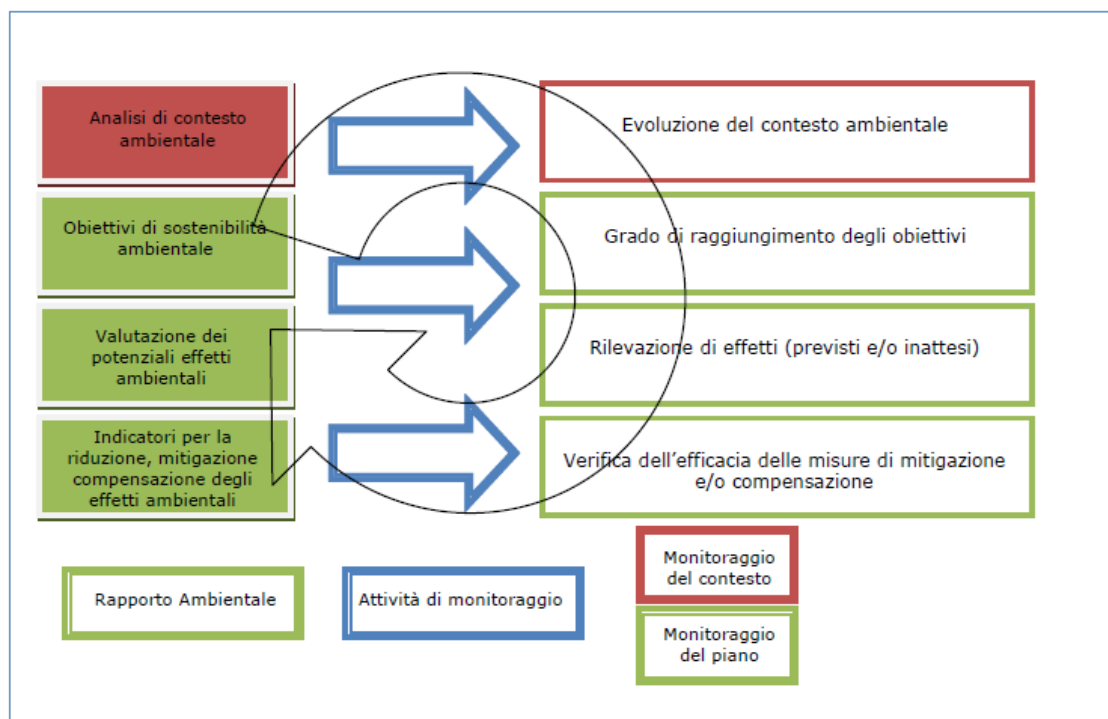 Analisi di contesto
ambientale
Evoluzione del contesto ambientale
Obiettivi di sostenibilità
ambientale
Grado di raggiungimento degli obiettivi
Valutazione dei
potenziali effetti
ambientali
Rilevazione di effetti (previsti e/o inattesi)
Indicatori per la
riduzione, mitigazione
compensazione degli
effetti ambientali
Verifica dell’efficacia delle misure di mitigazione
e/o compensazione
Rapporto Ambientale
Attività di monitoraggio
Monitoraggio
del contesto
Monitoraggio
del piano